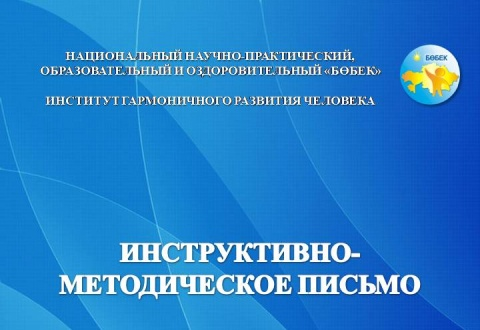 НАЦИОНАЛЬНЫЙ НАУЧНО-ПРАКТИЧЕСКИЙ,
ОБРАЗОВАТЕЛЬНЫЙ И ОЗДОРОВИТЕЛЬНЫЙ «БӨБЕК»
ИНСТИТУТ ГАРМОНИЧНОГО РАЗВИТИЯ ЧЕЛОВЕКА
БӨБЕК
ИНСТРУКТИВНО-
МЕТОДИЧЕСКОЕ ПИСЬМО